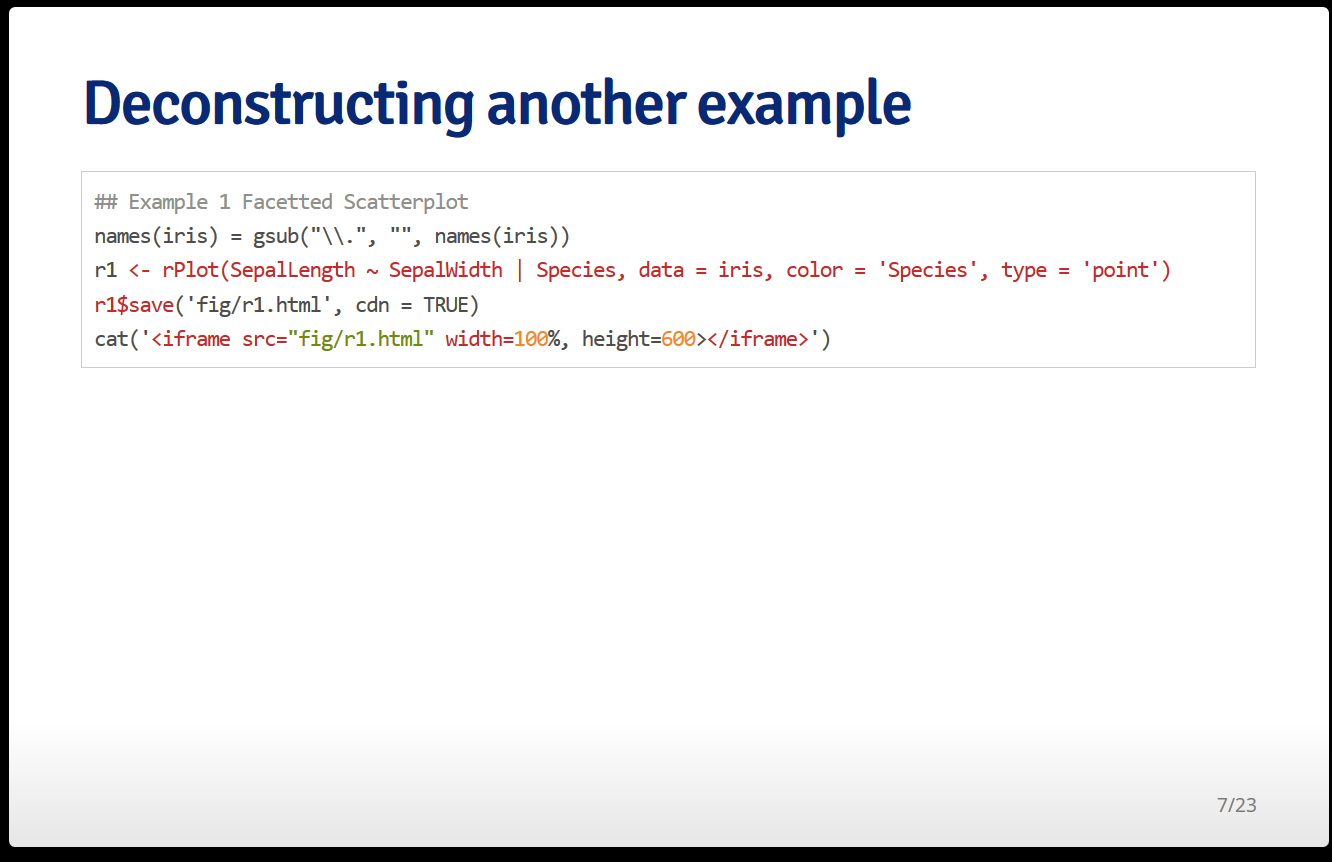 Deconstructing another example
## Example 1 Facetted Scatterplot
names(iris) = gsub("\\.", "", names(iris))
r1 <- rPlot(SepalLength ~ SepalWidth | Species, data = iris, color = 'Species', type = 'point')
r1$save('fig/r1.html', cdn = TRUE)
cat('<iframe src="fig/r1.html" width=100%, height=600></iframe>')
7/23